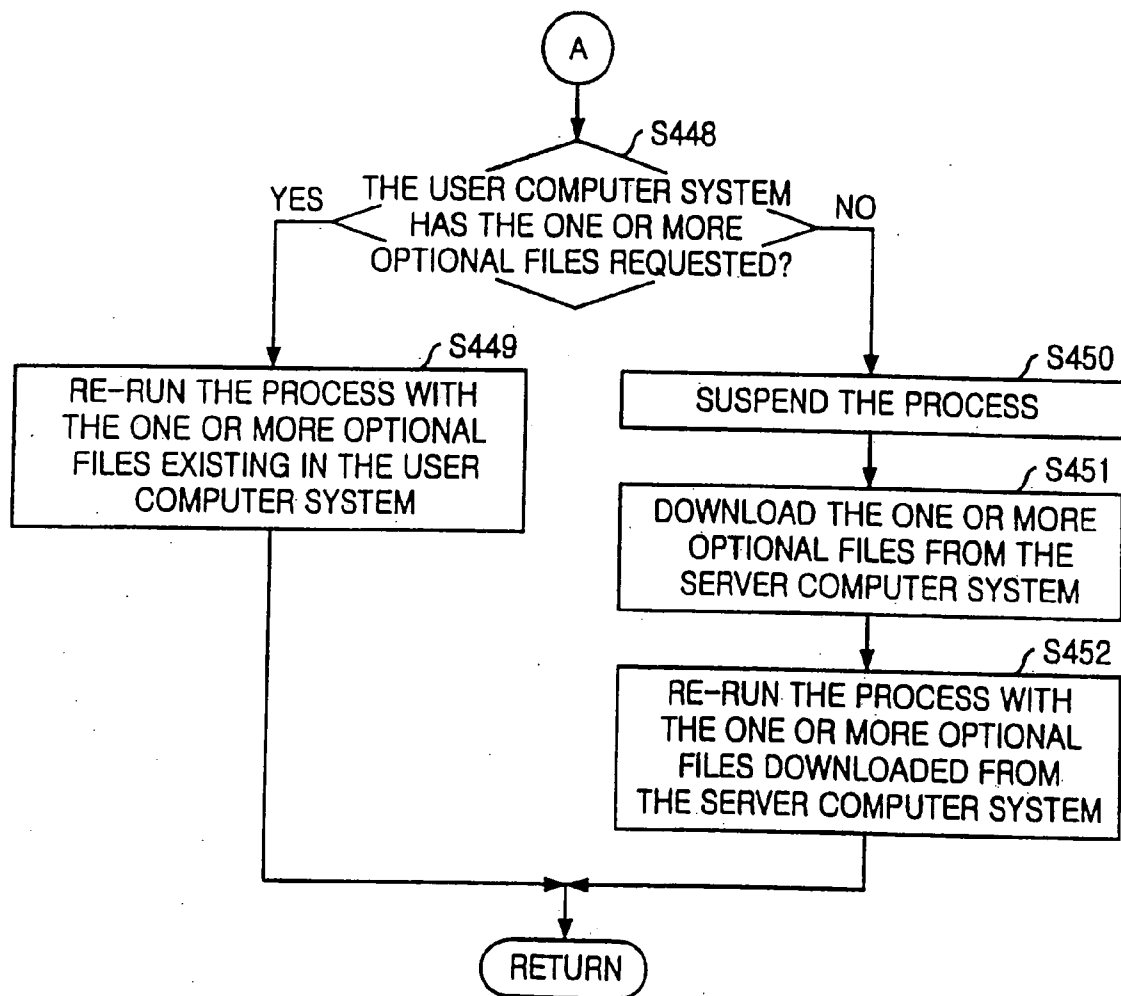 A
S448
YES
THE USER COMPUTER SYSTEM
HAS THE ONE OR MORE
OPTIONAL FILES REQUESTED?
NO
S449
RE-RUN THE PROCESS WITH
THE ONE OR MORE OPTIONAL
FILES EXISTING IN THE USER
COMPUTER SYSTEM
S450
SUSPEND THE PROCESS
S451
DOWNLOAD THE ONE OR MORE
OPTIONAL FILES FROM THE
SERVER COMPUTER SYSTEM
S452
RE-RUN THE PROCESS WITH
THE ONE OR MORE OPTIONAL
FILES DOWNLOADED FROM
THE SERVER COMPUTER SYSTEM
RETURN